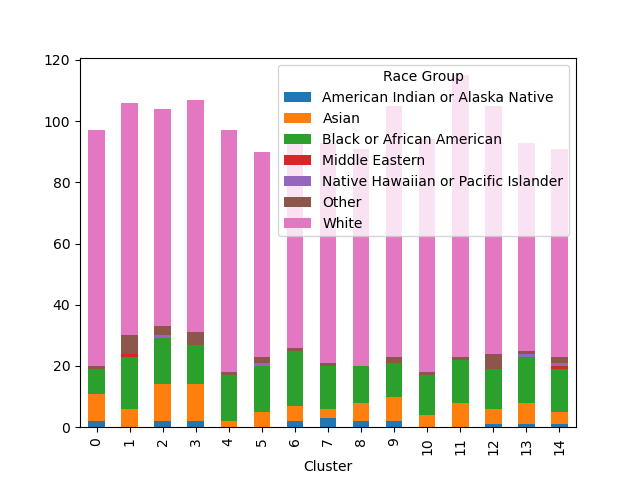 120
100
80
60
40
20
0
Race Group
American Indian or Alaska Native
Asian
Black or African American
Middle Eastern
Native Hawaiian or Pacific Islander
Other
White
0 1 2 3 4 5 6 7 8 9 10 11 12 13 14
Cluster